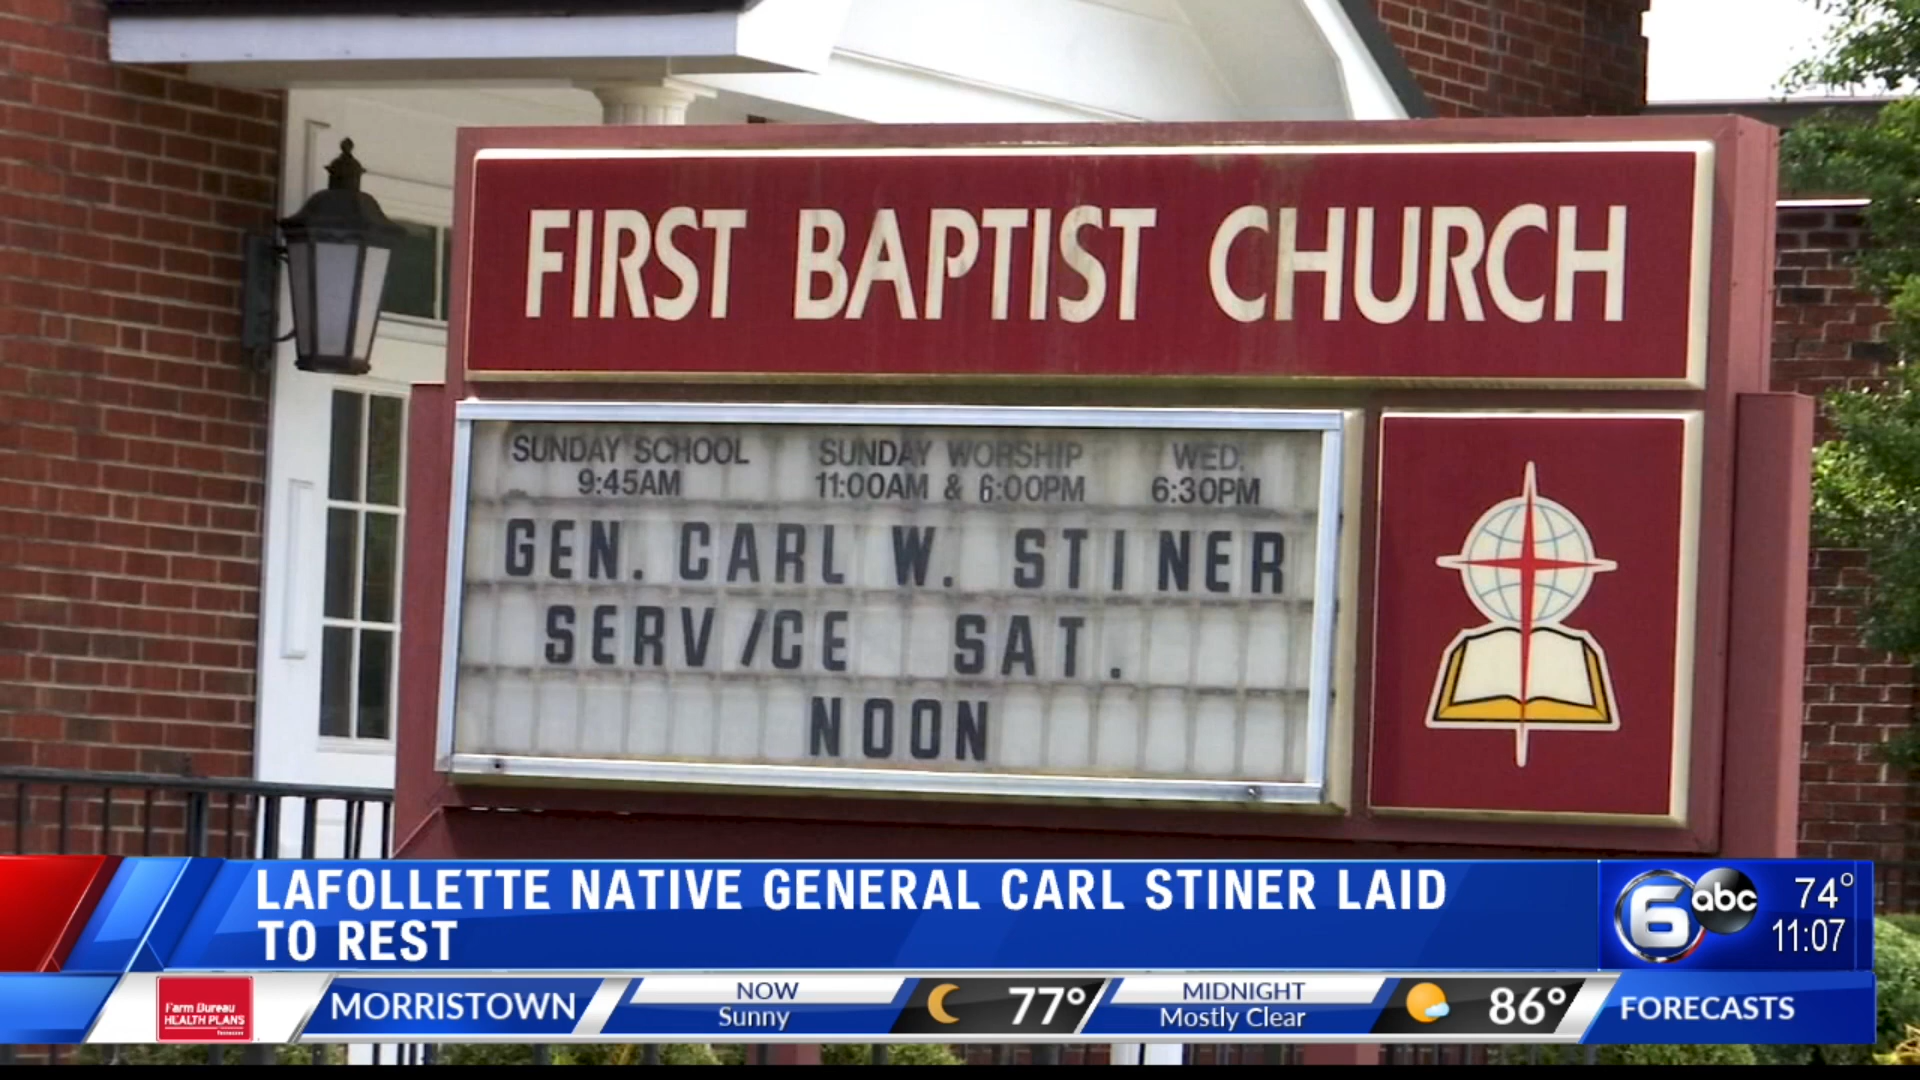 FIRST BAPTIST CHURCH
SUNDAY SCHOOL SUNDAY WORSHIP WED.
9:45AM 11:00AM & 6:00PM 6:30PM
GEN. CARL W. STINER
SERV/CE SAT.
NOON
LAFOLLETTE NATIVE GENERAL CARL STINER LAID
TO REST
6 abc 74°
11:07
Farm Bureau
HEALTH PLANS
Tennessee
MORRISTOWN
NOW
Sunny
77°
MIDNIGHT
Mostly Clear
86°
FORECASTS